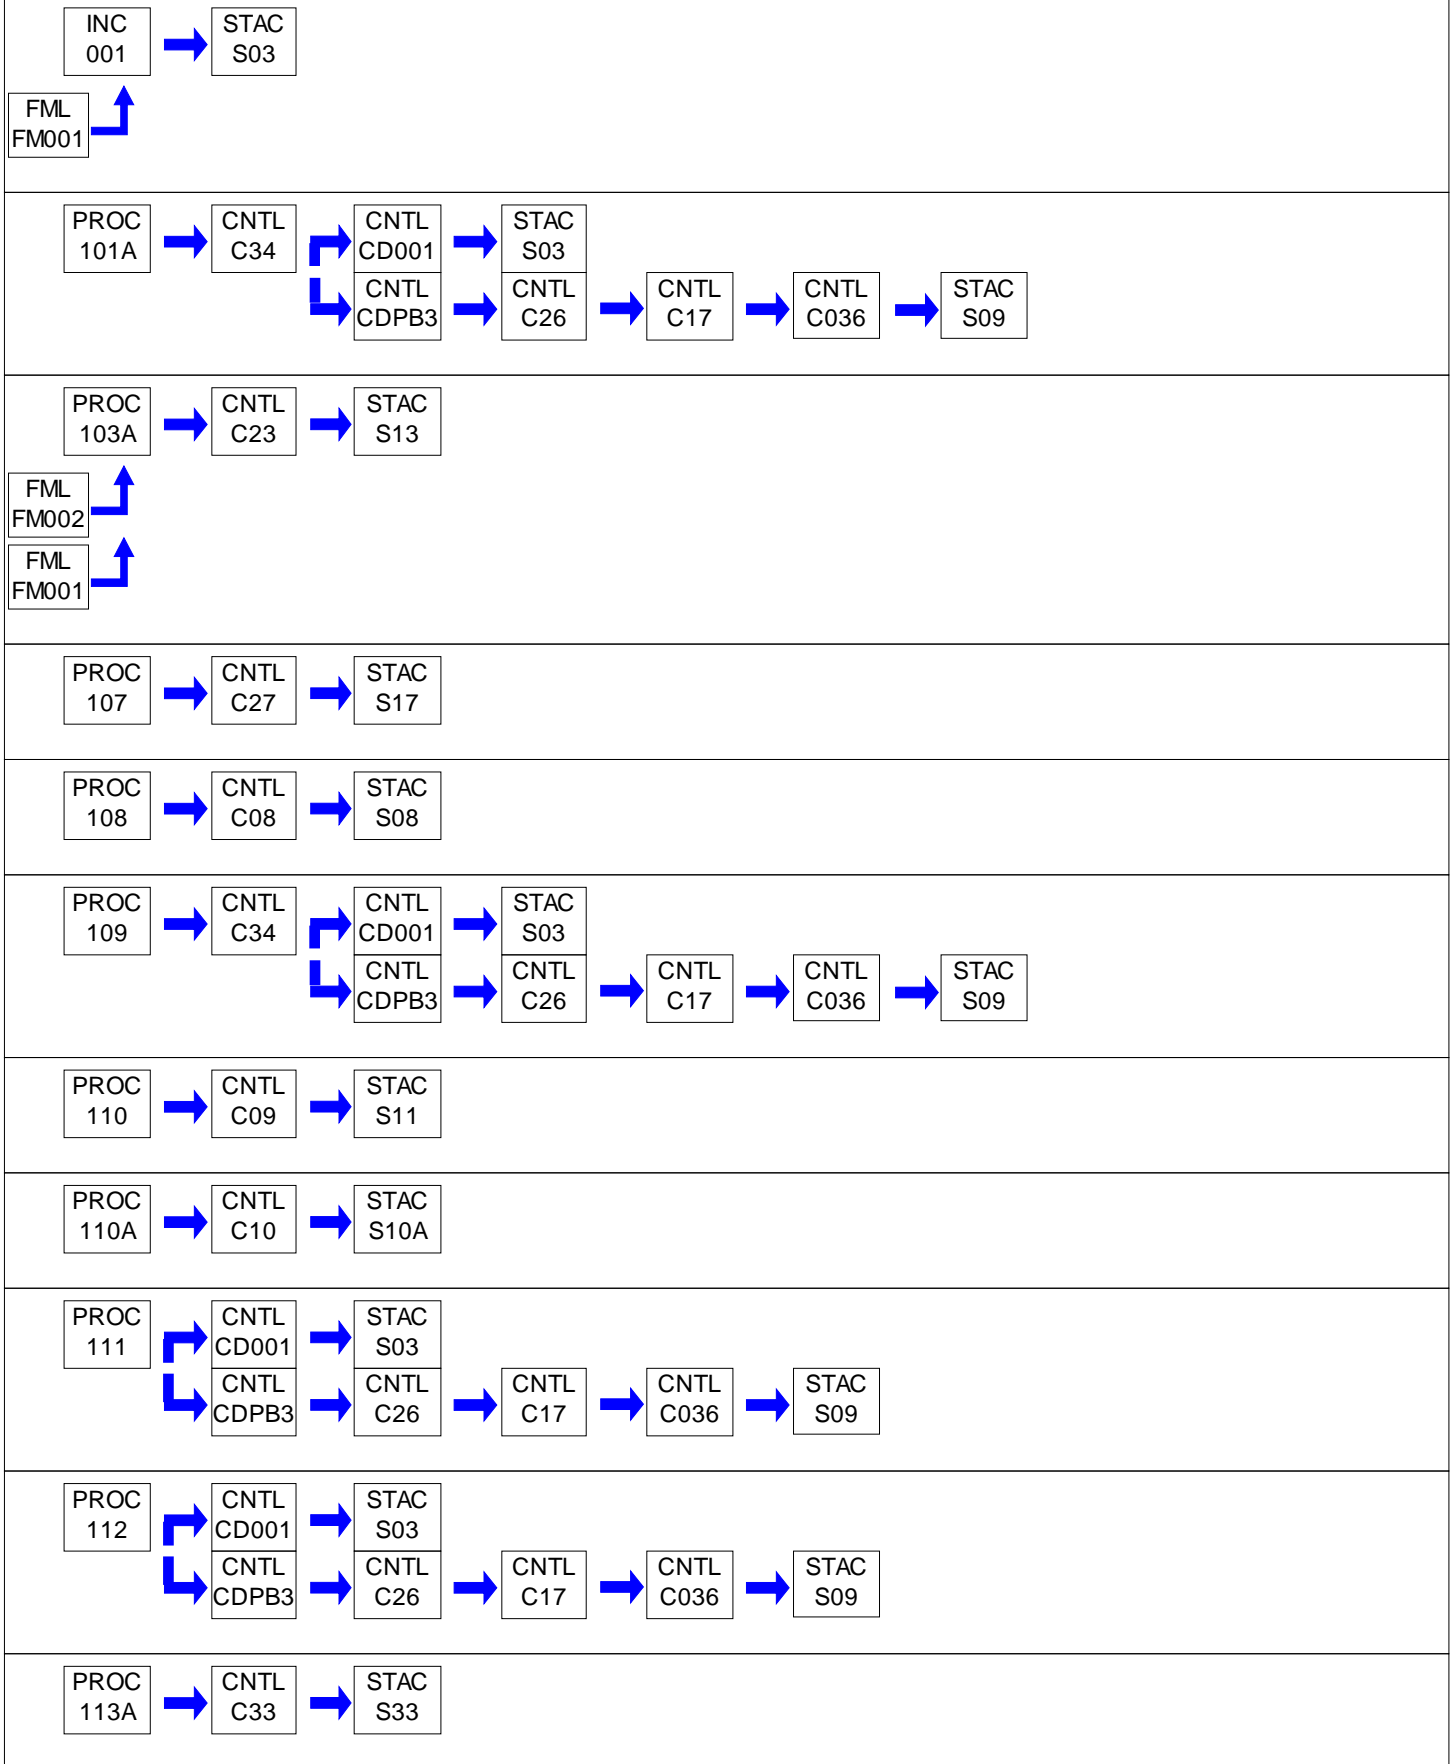 INC
001
STAC
S03
FML
FM001
PROC
101A
CNTL
C34
CNTL
CD001
STAC
S03
CNTL
CDPB3
CNTL
C26
CNTL
C17
CNTL
C036
STAC
S09
PROC
103A
CNTL
C23
STAC
S13
FML
FM002
FML
FM001
PROC
107
CNTL
C27
STAC
S17
PROC
108
CNTL
C08
STAC
S08
PROC
109
CNTL
C34
CNTL
CD001
STAC
S03
CNTL
CDPB3
CNTL
C26
CNTL
C17
CNTL
C036
STAC
S09
PROC
110
CNTL
C09
STAC
S11
PROC
110A
CNTL
C10
STAC
S10A
PROC
111
CNTL
CD001
STAC
S03
CNTL
CDPB3
CNTL
C26
CNTL
C17
CNTL
C036
STAC
S09
PROC
112
CNTL
CD001
STAC
S03
CNTL
CDPB3
CNTL
C26
CNTL
C17
CNTL
C036
STAC
S09
PROC
113A
CNTL
C33
STAC
S33